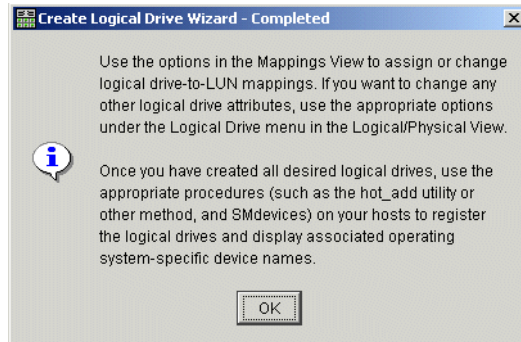 Create Logical Drive Wizard - Completed
Use the options in the Mappings View to assign or change
logical drive-to-LUN mappings. If you want to change any
other logical drive attributes, use the appropriate options
under the Logical Drive menu in the Logical/Physical View.
Once you have created all desired logical drives, use the
appropriate procedures (such as the hot_add utility or
other method, and SMdevices) on your hosts to register
the logical drives and display associated operating
system-specific device names.
OK